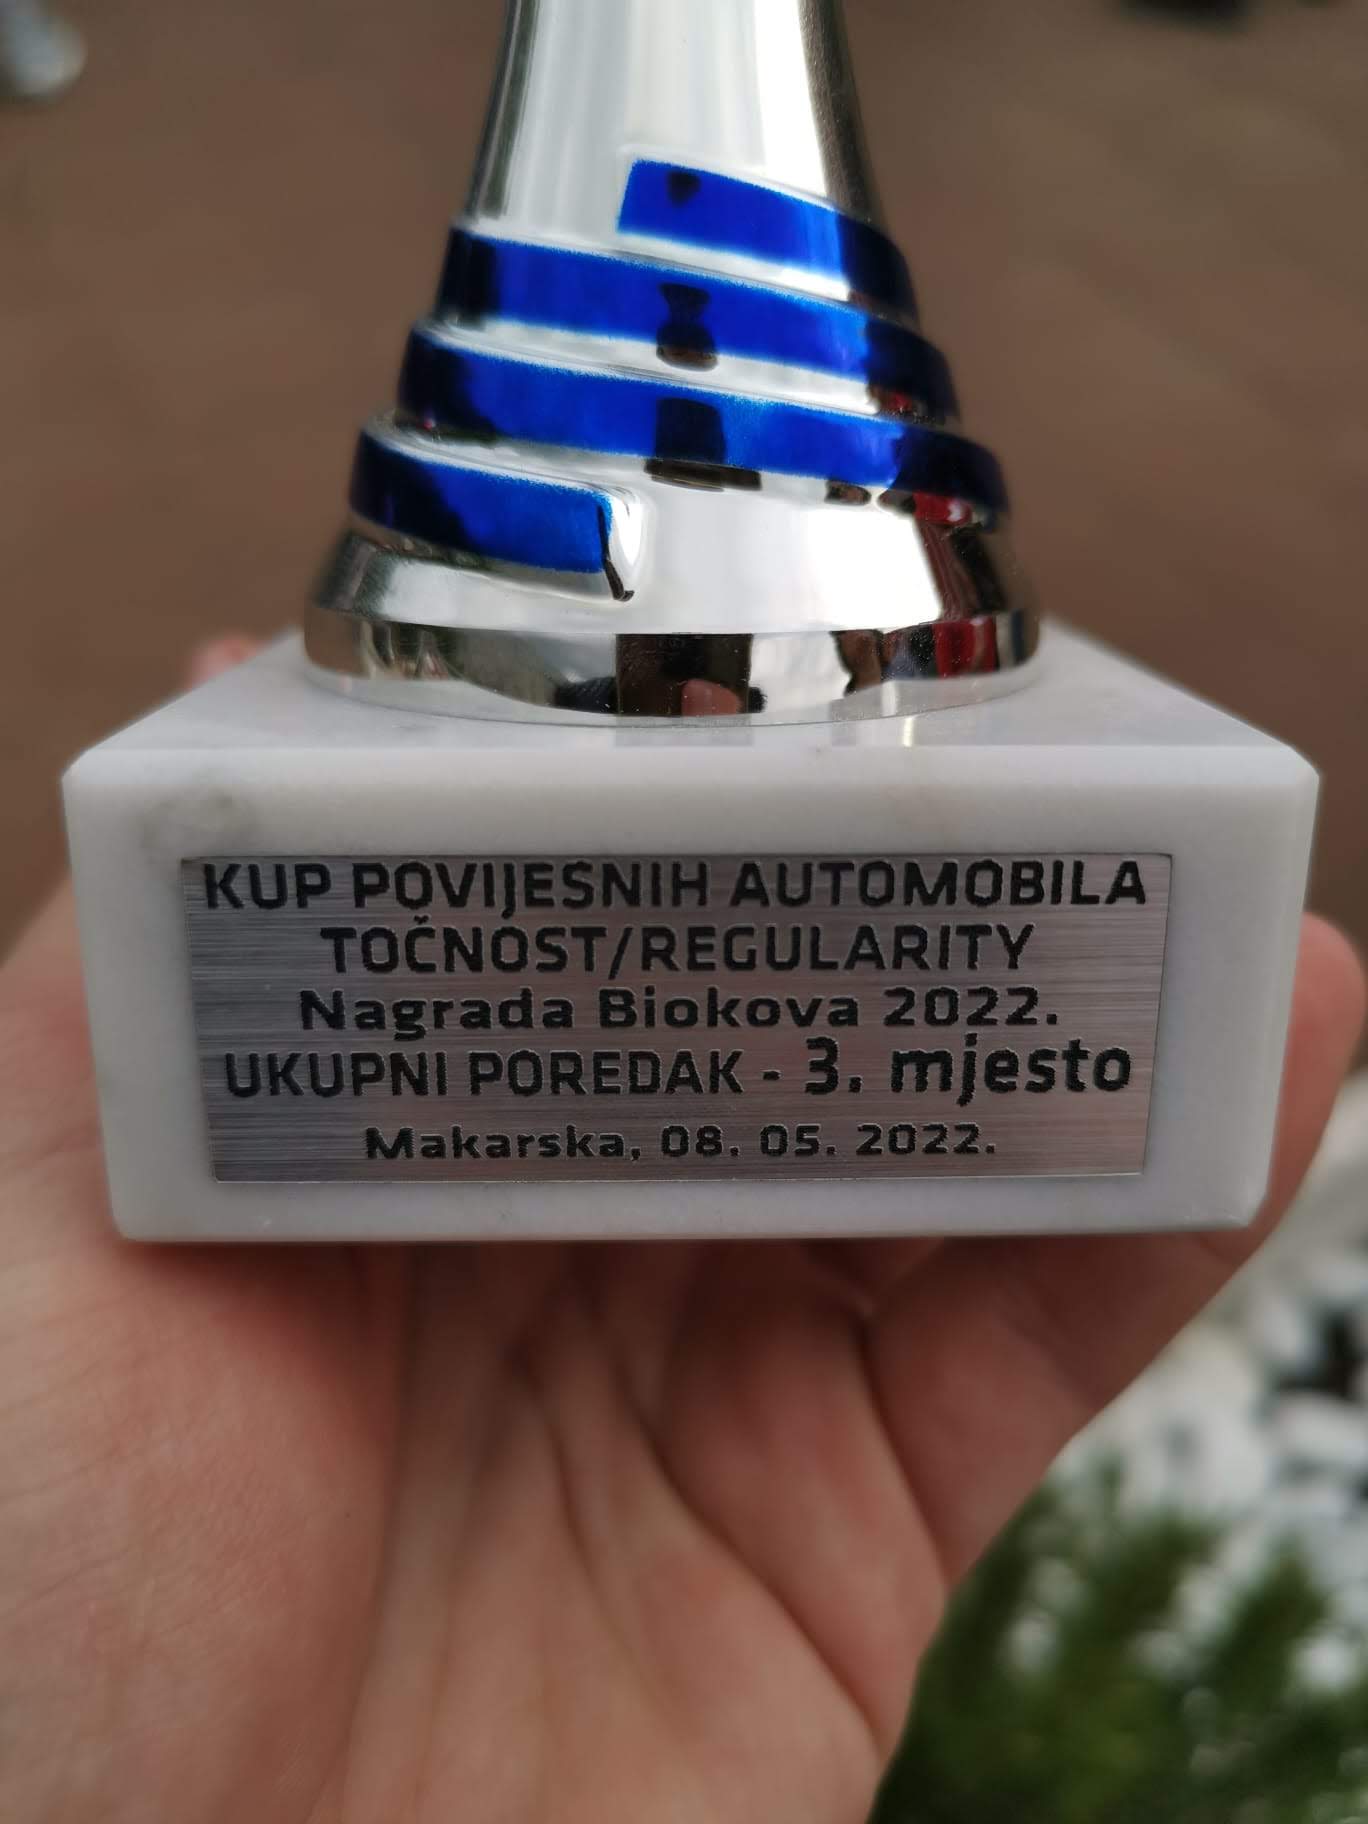 KUP POVIJESNIH AUTOMOBILA
TOČNOST/REGULARITY
Nagrada Biokova 2022.
UKUPNI POREDAK - 3. mjesto
Makarska, 08. 05. 2022.